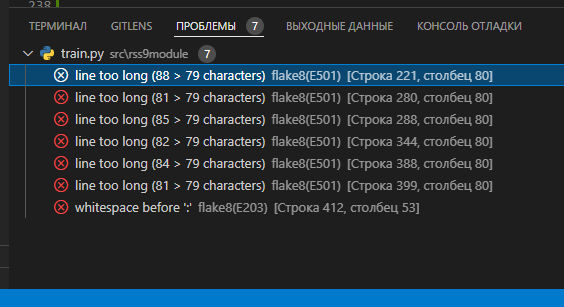 238
ТЕРМИНАЛ GITLENS ПРОБЛЕМЫ 7 ВЫХОДНЫЕ ДАННЫЕ КОНСОЛЬ ОТЛАДКИ
train.py src\rss9module 7
line too long (88 > 79 characters) flake8(E501) [Строка 221, столбец 80]
line too long (81 > 79 characters) flake8(E501) [Строка 280, столбец 80]
line too long (85 > 79 characters) flake8(E501) [Строка 288, столбец 80]
line too long (82 > 79 characters) flake8(E501) [Строка 344, столбец 80]
line too long (84 > 79 characters) flake8(E501) [Строка 388, столбец 80]
line too long (81 > 79 characters) flake8(E501) [Строка 399, столбец 80]
whitespace before ':' flake8(E203) [Строка 412, столбец 53]